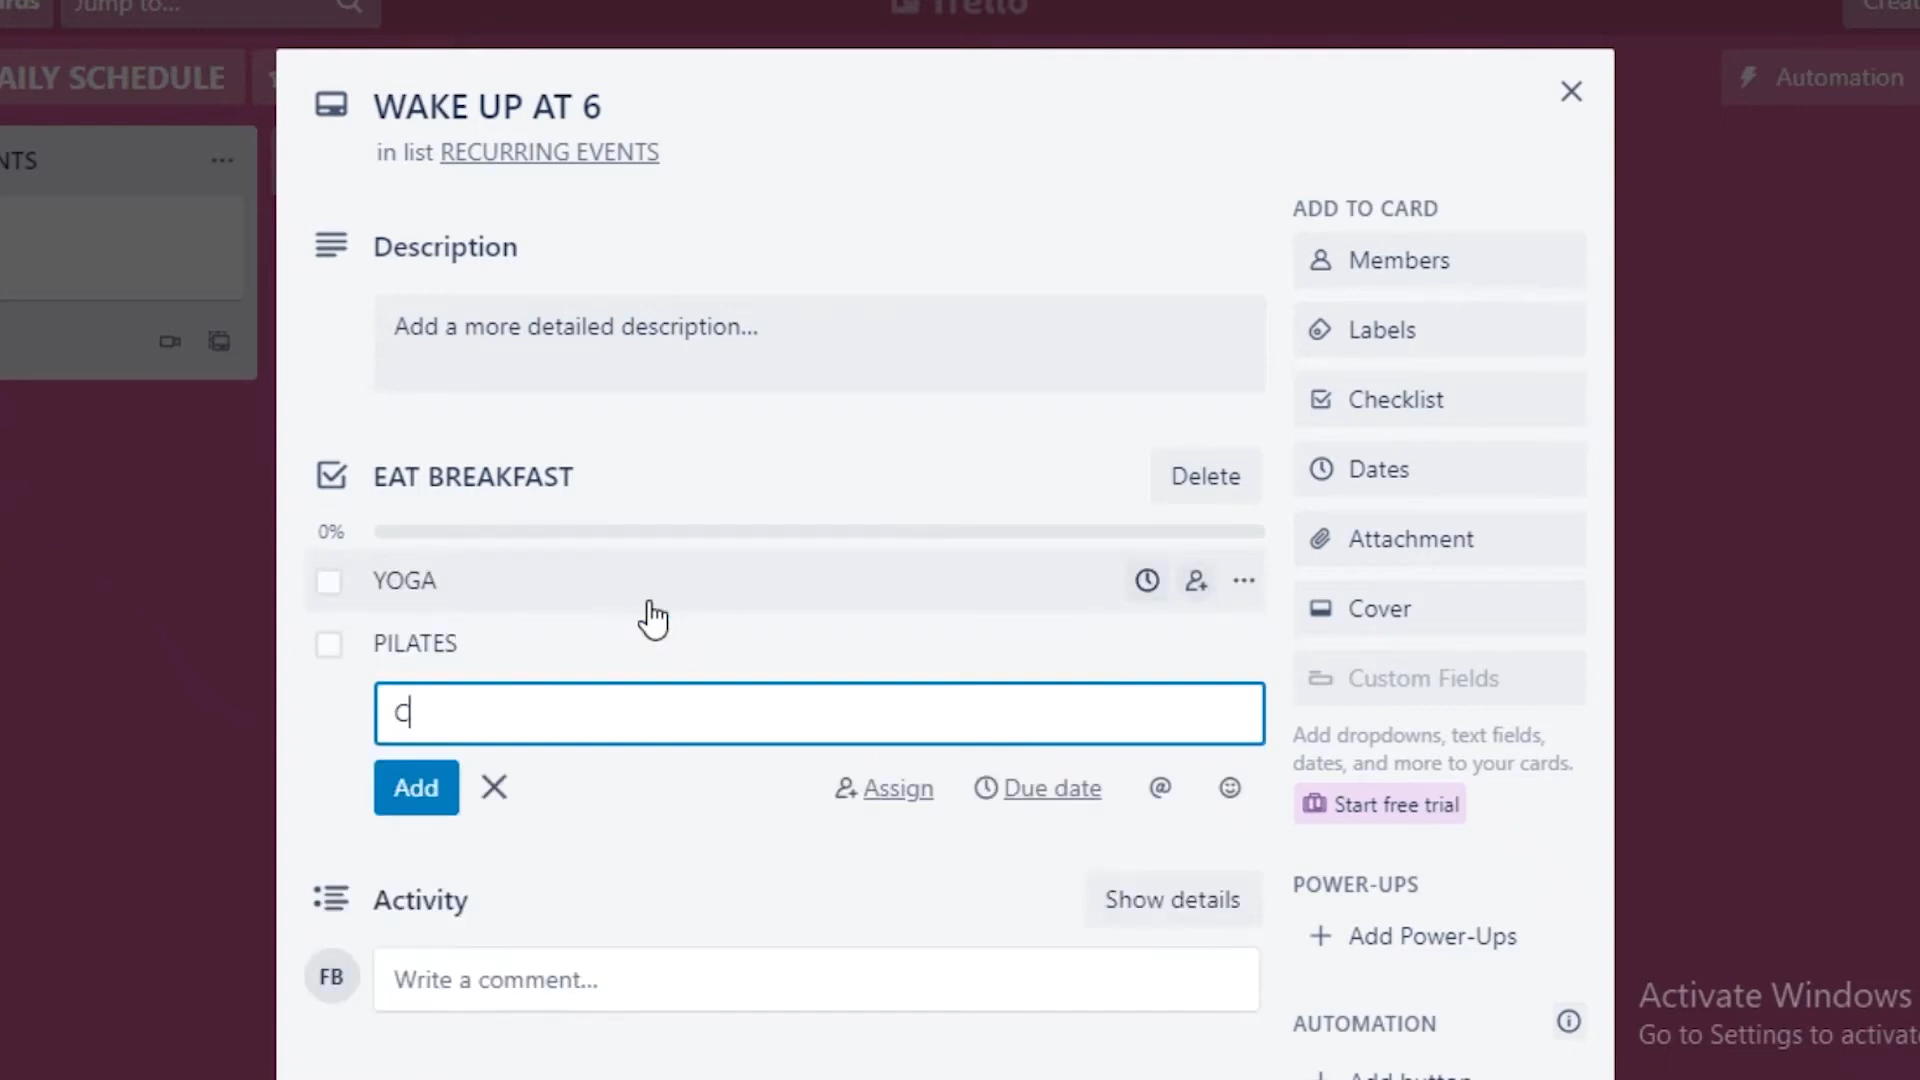 Jump to...
Trello
AILY SCHEDULE
Automation
NTS
WAKE UP AT 6
in list RECURRING EVENTS
Description
Add a more detailed description...
EAT BREAKFAST
Delete
0%
YOGA
PILATES
C
Add
Assign
Due date
Activity
Show details
FB
Write a comment...
ADD TO CARD
Members
Labels
Checklist
Dates
Attachment
Cover
Custom Fields
Add dropdowns, text fields,
dates, and more to your cards.
Start free trial
POWER-UPS
Add Power-Ups
AUTOMATION
Add button
Activate Windows
Go to Settings to activat